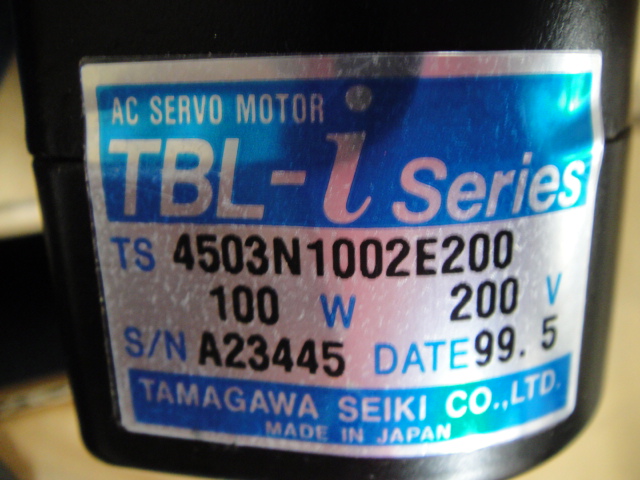 AC SERVO MOTOR
TBL-i Series
TS 4503N1002E200
100 W 200 V
S/N A23445 DATE 99.5
TAMAGAWA SEIKI CO.,LTD.
MADE IN JAPAN